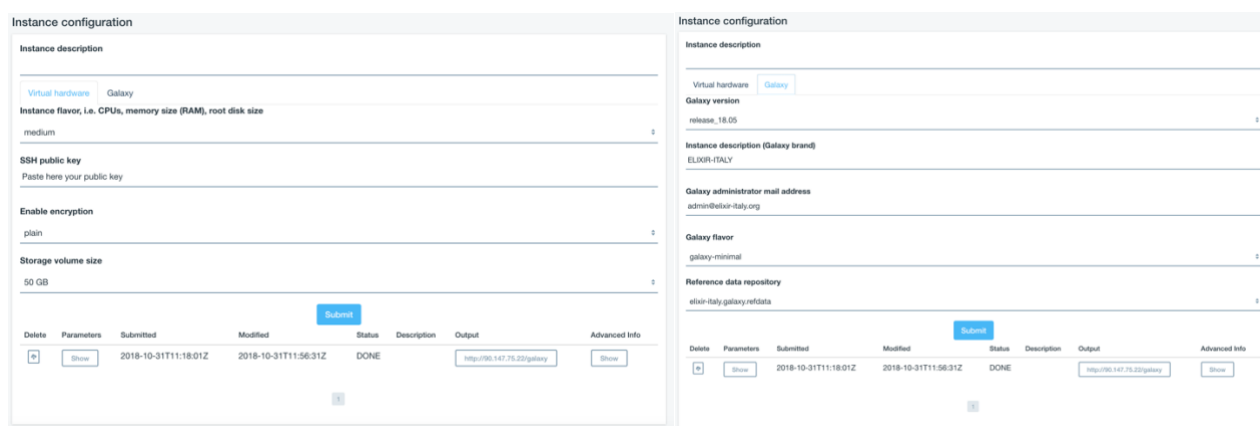 Instance configuration
Instance description
Virtual hardware Galaxy
Instance flavor, i.e. CPUs, memory size (RAM), root disk size
medium
SSH public key
Paste here your public key
Enable encryption
plain
Storage volume size
50 GB
Submit
Delete Parameters Submitted Modified Status Description Output Advanced Info
Show 2018-10-31T11:18:01Z 2018-10-31T11:56:31Z DONE http://90.147.75.22/galaxy Show
1
Instance configuration
Instance description
Virtual hardware Galaxy
Galaxy version
release_18.05
Instance description (Galaxy brand)
ELIXIR-ITALY
Galaxy administrator mail address
admin@elixir-italy.org
Galaxy flavor
galaxy-minimal
Reference data repository
elixir-italy.galaxy.refdata
Submit
Delete Parameters Submitted Modified Status Description Output Advanced Info
Show 2018-10-31T11:18:01Z 2018-10-31T11:56:31Z DONE http://90.147.75.22/galaxy Show
1